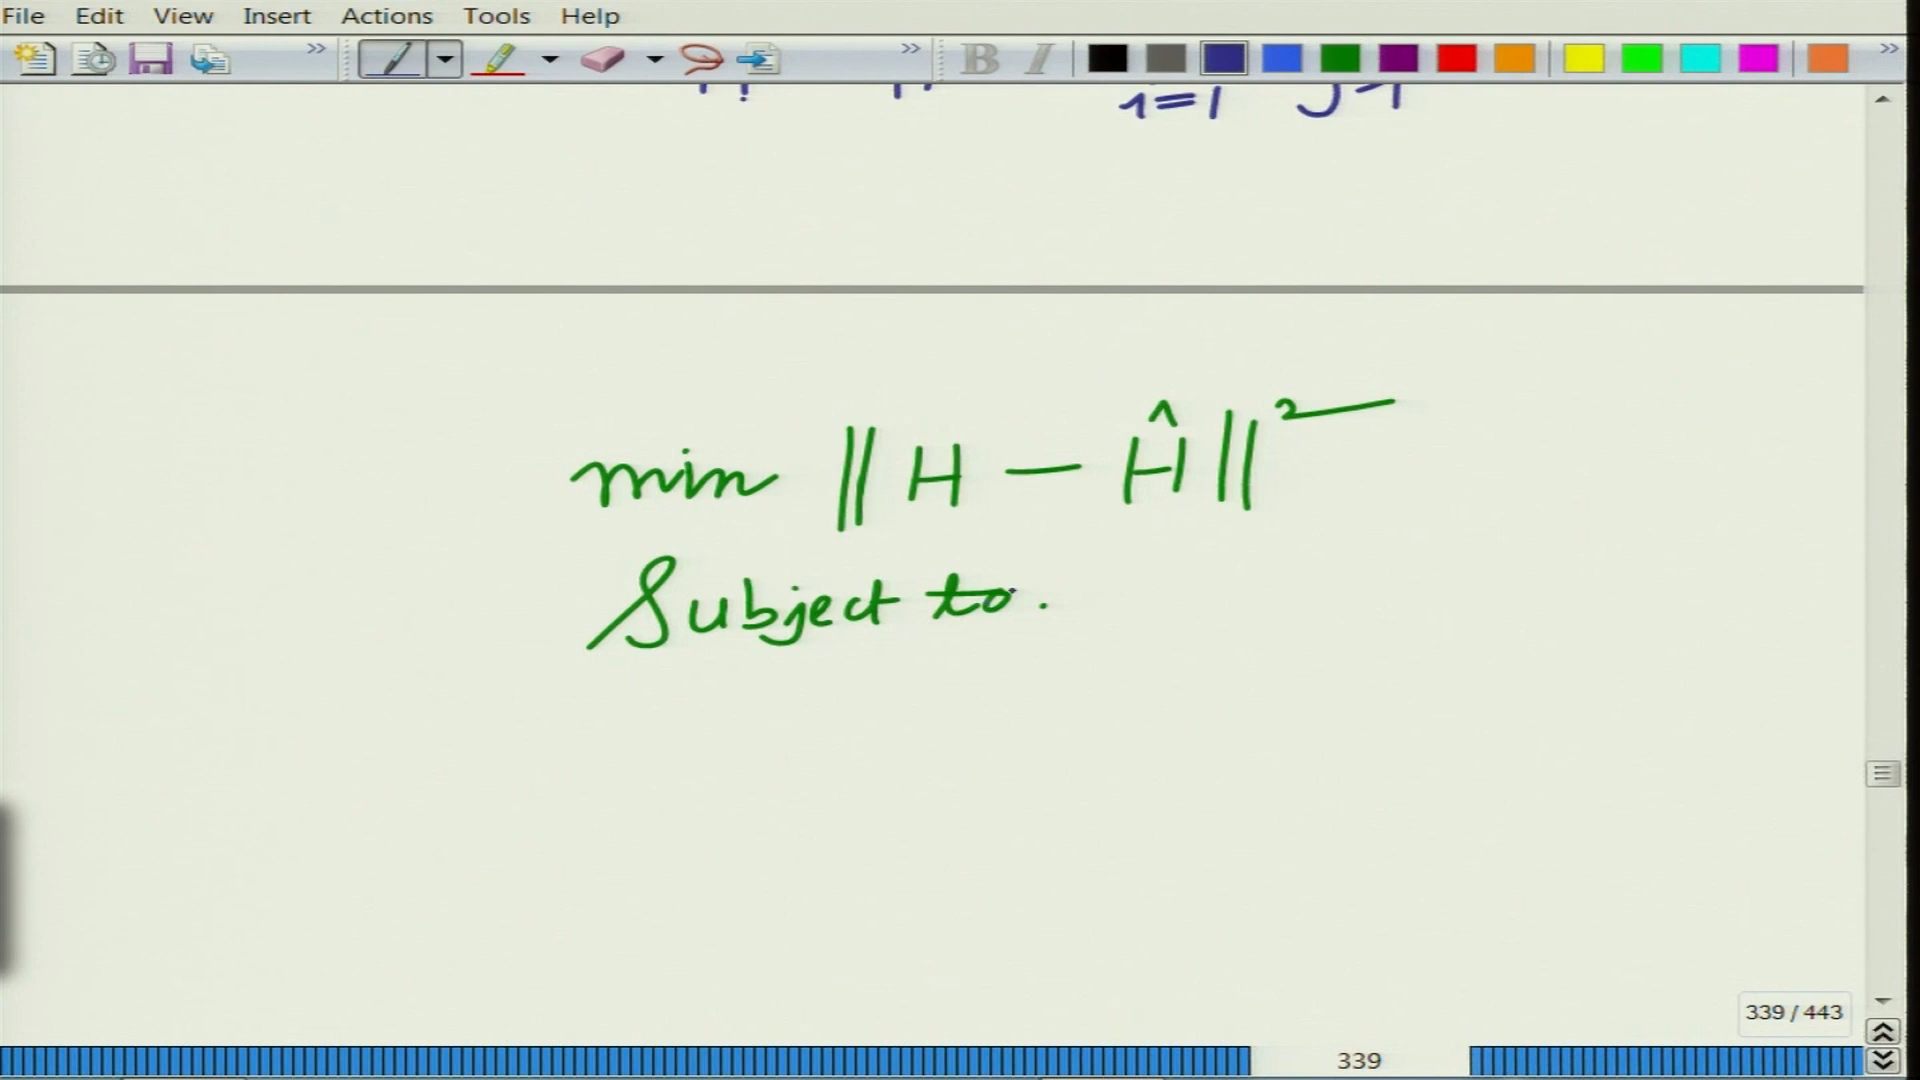 File Edit View Insert Actions Tools Help
B I
min || H - Ĥ ||²
Subject to.
339 / 443
339